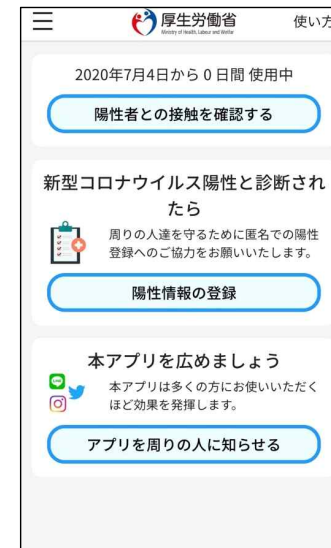 厚生労働省
Ministry of Health, Labour and Welfare
使い方
2020年7月4日から 0 日間 使用中
陽性者との接触を確認する
新型コロナウイルス陽性と診断され
たら
周りの人達を守るために匿名での陽性
登録へのご協力をお願いいたします。
陽性情報の登録
本アプリを広めましょう
本アプリは多くの方にお使いいただく
ほど効果を発揮します。
アプリを周りの人に知らせる